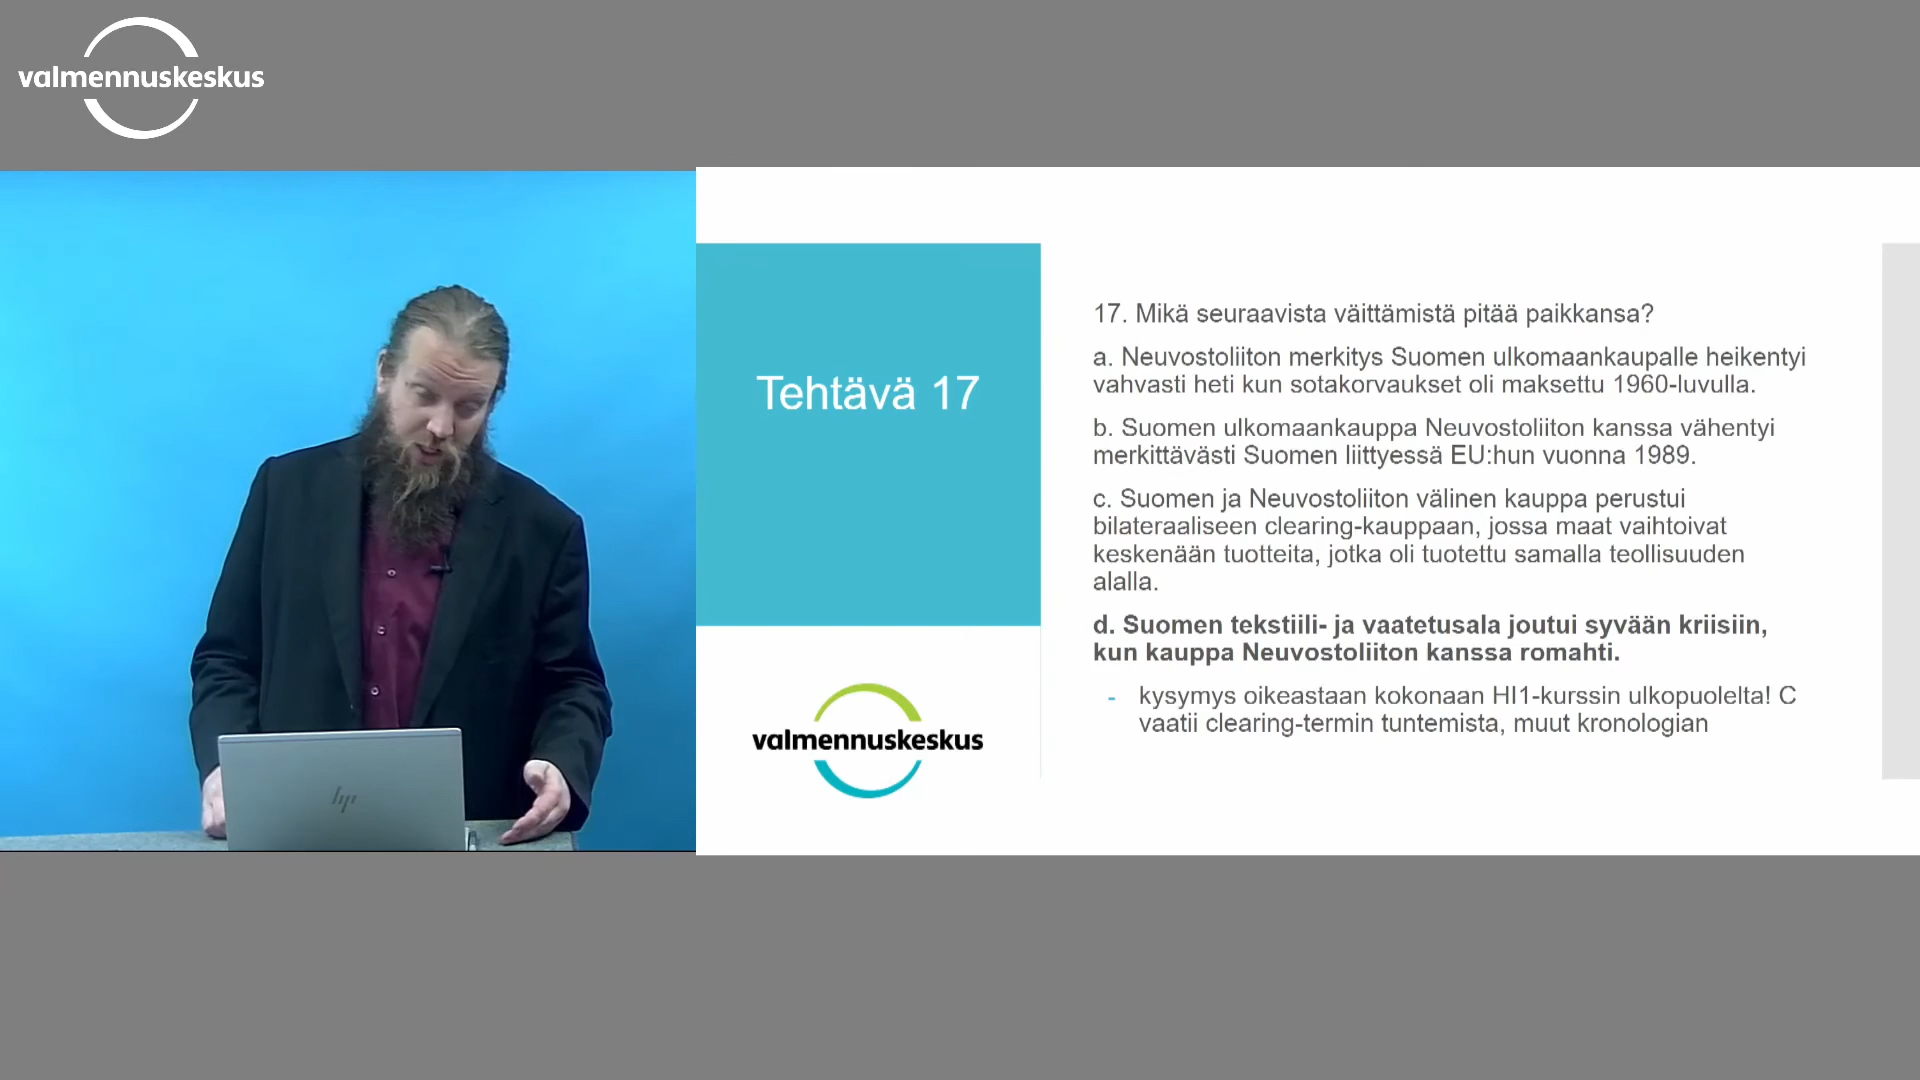 valmennuskeskus
Tehtävä 17
17. Mikä seuraavista väittämistä pitää paikkansa?
a. Neuvostoliiton merkitys Suomen ulkomaankaupalle heikentyi
vahvasti heti kun sotakorvaukset oli maksettu 1960-luvulla.
b. Suomen ulkomaankauppa Neuvostoliiton kanssa vähentyi
merkittävästi Suomen liittyessä EU:hun vuonna 1989.
c. Suomen ja Neuvostoliiton välinen kauppa perustui
bilateraaliseen clearing-kauppaan, jossa maat vaihtoivat
keskenään tuotteita, jotka oli tuotettu samalla teollisuuden
alalla.
d. Suomen tekstiili- ja vaatetusala joutui syvään kriisiin,
kun kauppa Neuvostoliiton kanssa romahti.
- kysymys oikeastaan kokonaan HI1-kurssin ulkopuolelta! C
vaatii clearing-termin tuntemista, muut kronologian
valmennuskeskus
hp